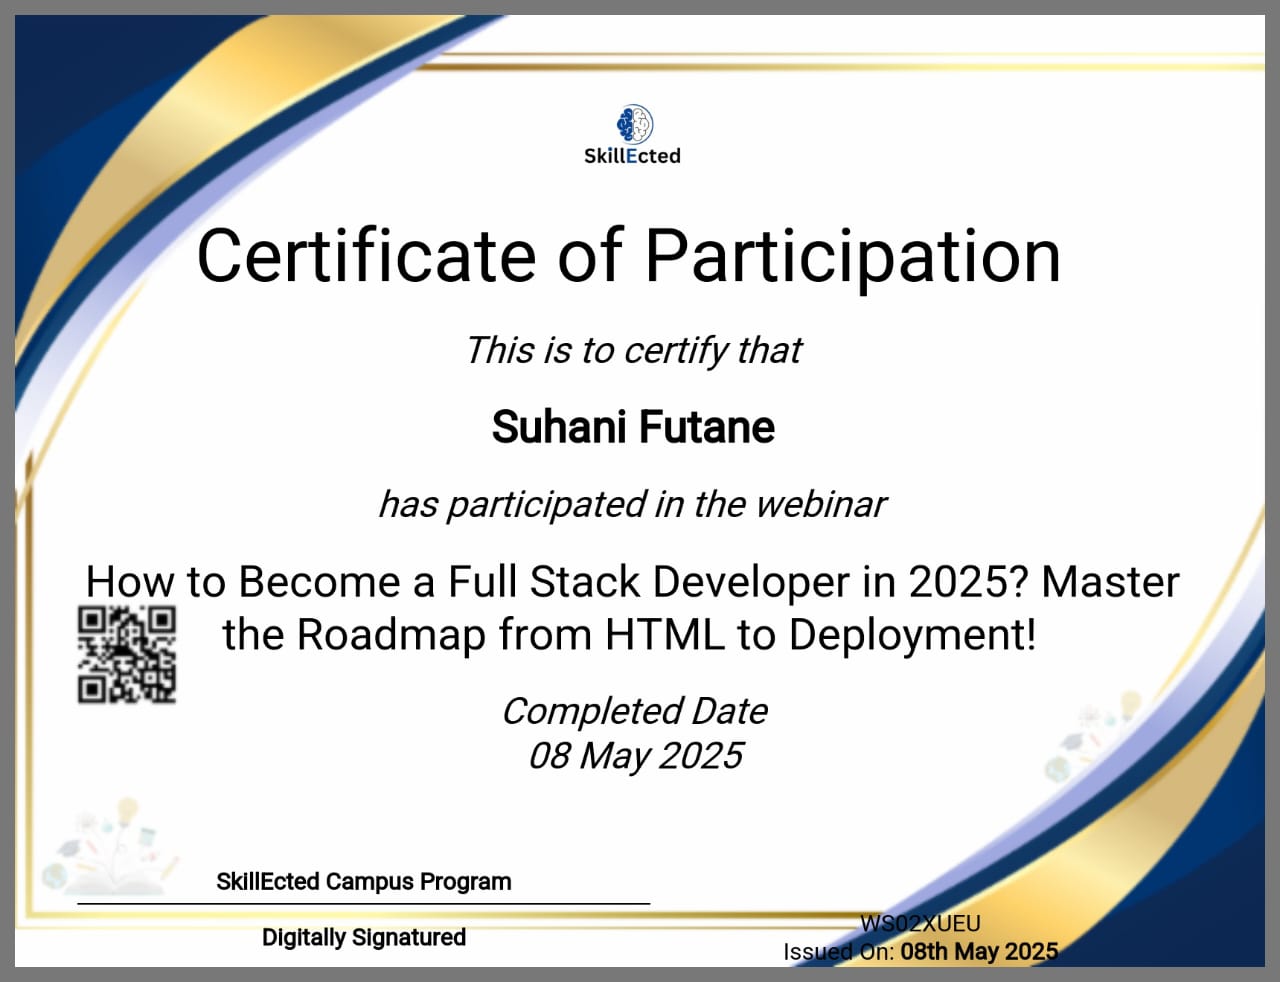 SkillEcted
Certificate of Participation
This is to certify that
Suhani Futane
has participated in the webinar
How to Become a Full Stack Developer in 2025? Master
the Roadmap from HTML to Deployment!
Completed Date
08 May 2025
SkillEcted Campus Program
Digitally Signatured
WS02XUEU
Issued On: 08th May 2025